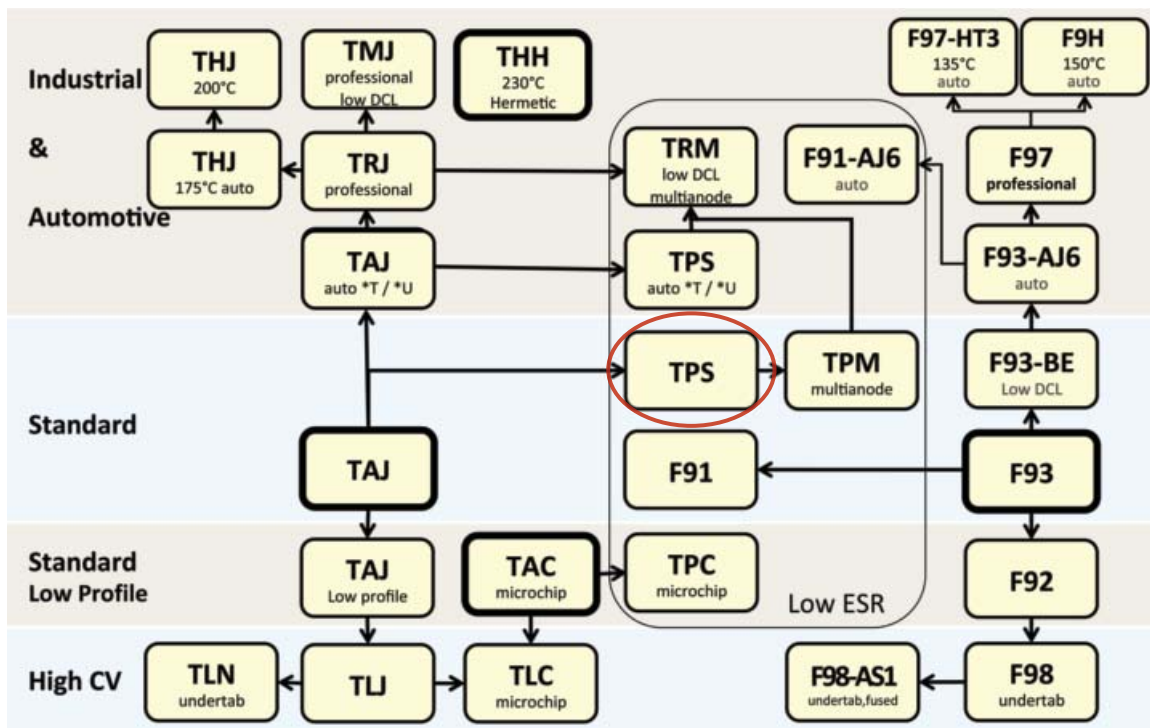 Industrial
&
Automotive
THJ
200°C
TMJ
professional
low DCL
THH
230°C
Hermetic
F97-HT3
135°C
auto
F9H
150°C
auto
THJ
175°C auto
TRJ
professional
TRM
low DCL
multianode
F91-AJ6
auto
F97
professional
TAJ
auto *T / *U
TPS
auto *T / *U
F93-AJ6
auto
Standard
TPS
TPM
multianode
F93-BE
Low DCL
TAJ
F91
F93
Standard
Low Profile
TAJ
Low profile
TAC
microchip
TPC
microchip
Low ESR
F92
High CV
TLN
undertab
TLJ
TLC
microchip
F98-AS1
undertab,fused
F98
undertab